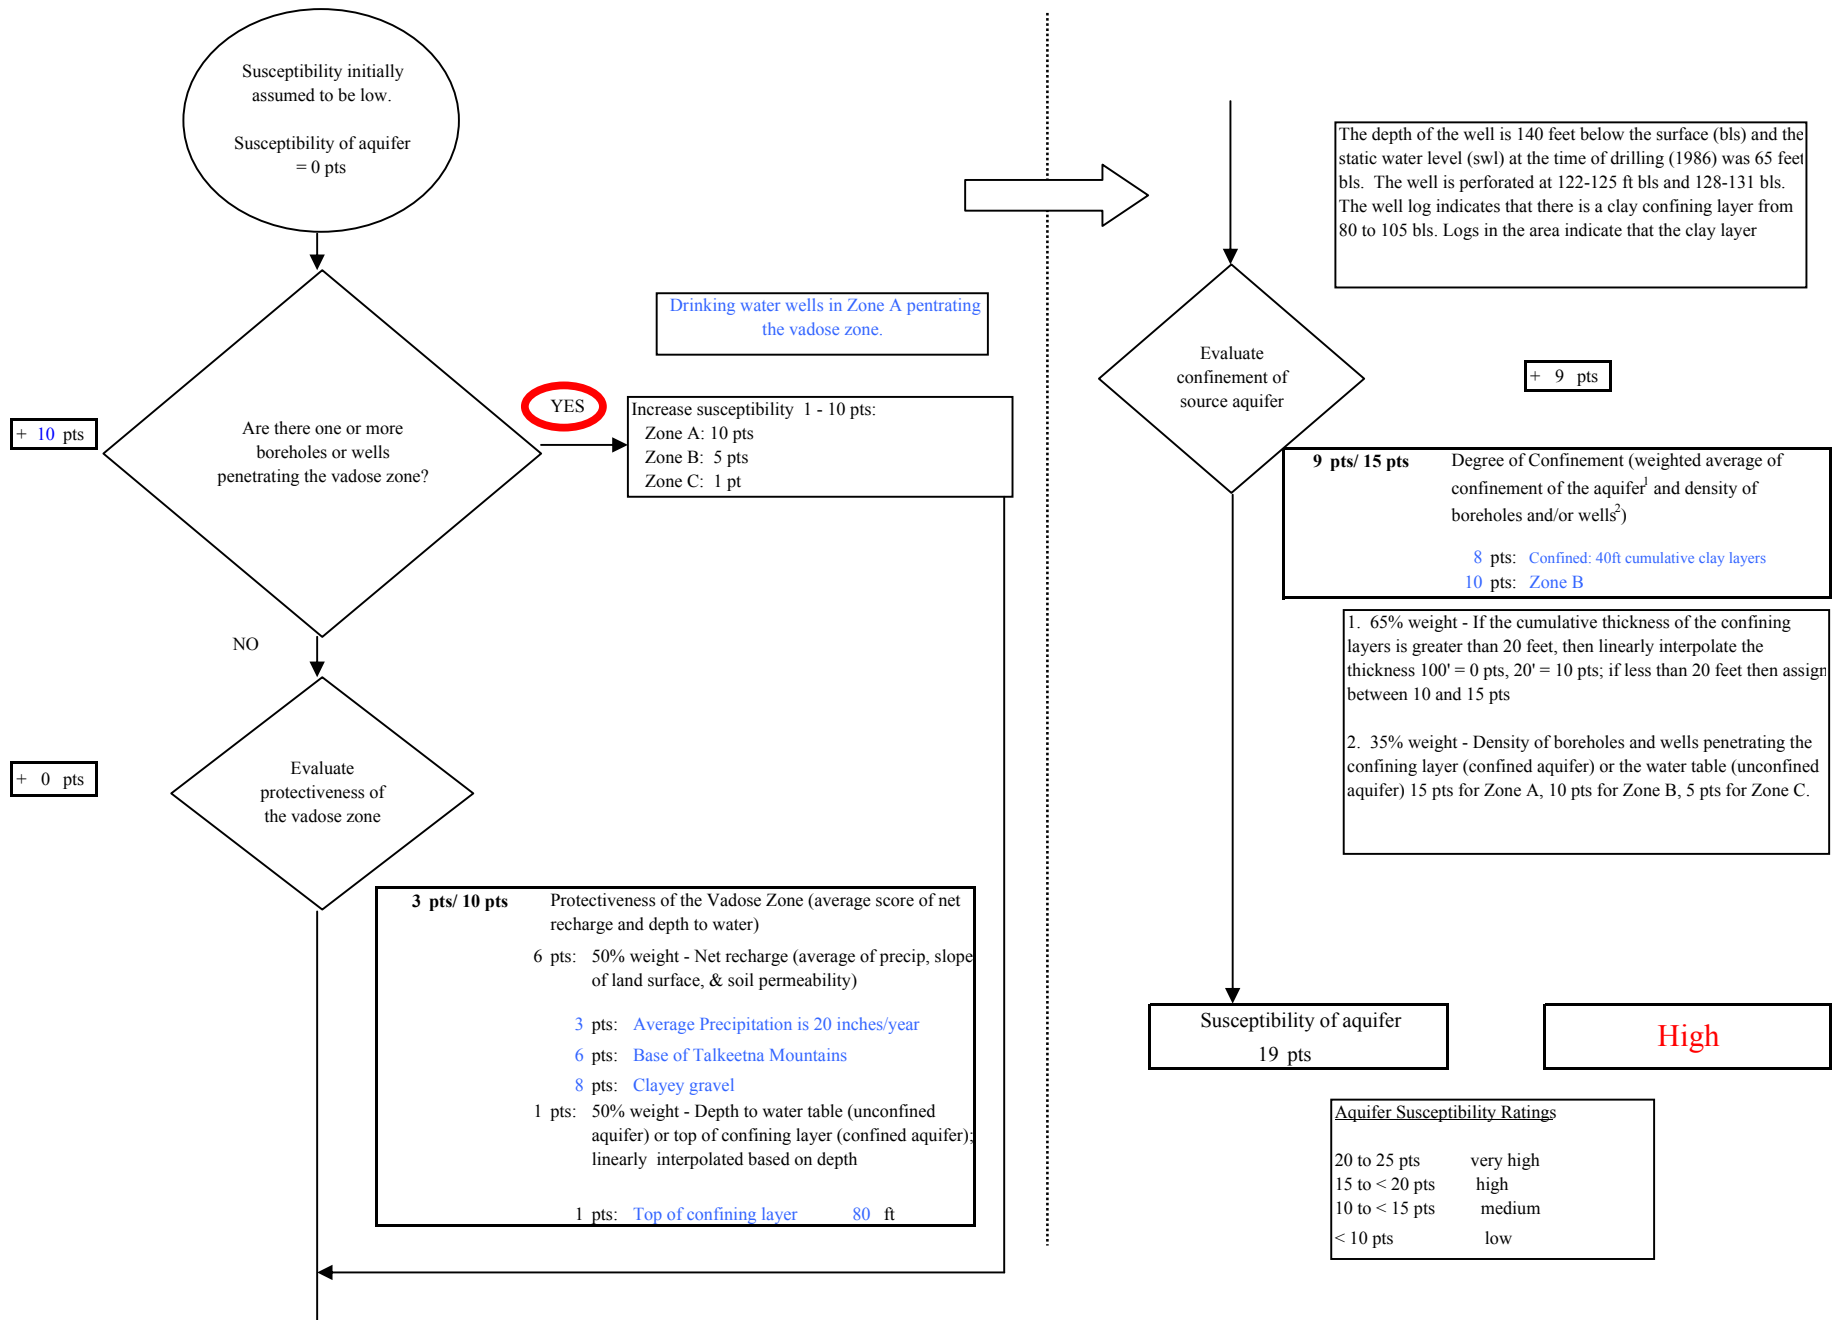 Susceptibility initially
assumed to be low.
Susceptibility of aquifer
= 0 pts
Drinking water wells in Zone A pentrating
the vadose zone.
+ 10 pts
Are there one or more
boreholes or wells
penetrating the vadose zone?
YES
Increase susceptibility 1 - 10 pts:
Zone A: 10 pts
Zone B: 5 pts
Zone C: 1 pt
NO
+ 0 pts
Evaluate
protectiveness of
the vadose zone
3 pts/ 10 pts Protectiveness of the Vadose Zone (average score of net
recharge and depth to water)
6 pts: 50% weight - Net recharge (average of precip, slope
of land surface, & soil permeability)
3 pts: Average Precipitation is 20 inches/year
6 pts: Base of Talkeetna Mountains
8 pts: Clayey gravel
1 pts: 50% weight - Depth to water table (unconfined
aquifer) or top of confining layer (confined aquifer);
linearly interpolated based on depth
1 pts: Top of confining layer 80 ft
The depth of the well is 140 feet below the surface (bls) and the
static water level (swl) at the time of drilling (1986) was 65 feet
bls. The well is perforated at 122-125 ft bls and 128-131 bls.
The well log indicates that there is a clay confining layer from
80 to 105 bls. Logs in the area indicate that the clay layer
Evaluate
confinement of
source aquifer
+ 9 pts
9 pts/ 15 pts Degree of Confinement (weighted average of
confinement of the aquifer1 and density of
boreholes and/or wells2)
8 pts: Confined: 40ft cumulative clay layers
10 pts: Zone B
1. 65% weight - If the cumulative thickness of the confining
layers is greater than 20 feet, then linearly interpolate the
thickness 100' = 0 pts, 20' = 10 pts; if less than 20 feet then assign
between 10 and 15 pts
2. 35% weight - Density of boreholes and wells penetrating the
confining layer (confined aquifer) or the water table (unconfined
aquifer) 15 pts for Zone A, 10 pts for Zone B, 5 pts for Zone C.
Susceptibility of aquifer
19 pts
High
Aquifer Susceptibility Ratings
20 to 25 pts very high
15 to < 20 pts high
10 to < 15 pts medium
< 10 pts low